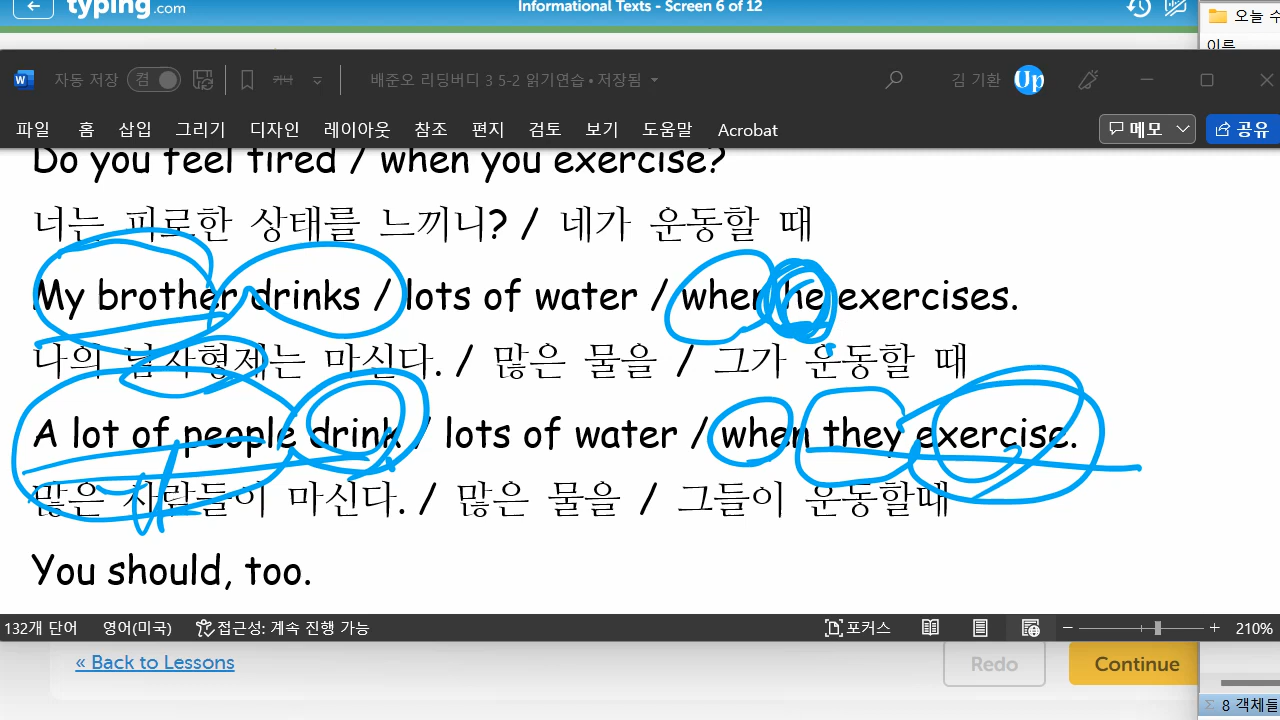 typing.com
Informational Texts - Screen 6 of 12
오늘 수
이름
자동 저장
켬
가나
배준오 리딩버디 3 5-2 읽기연습 • 저장됨
김 기환
Up
파일 홈 삽입 그리기 디자인 레이아웃 참조 편지 검토 보기 도움말 Acrobat
메모
공유
Do you feel tired / when you exercise?
너는 피로한 상태를 느끼니? / 네가 운동할 때
My brother drinks / lots of water / when he exercises.
나의 남자형제는 마신다. / 많은 물을 / 그가 운동할 때
A lot of people drink / lots of water / when they exercise.
많은 사람들이 마신다. / 많은 물을 / 그들이 운동할때
You should, too.
132개 단어 영어(미국) 접근성: 계속 진행 가능
포커스
210%
« Back to Lessons
Redo
Continue
8 객체들